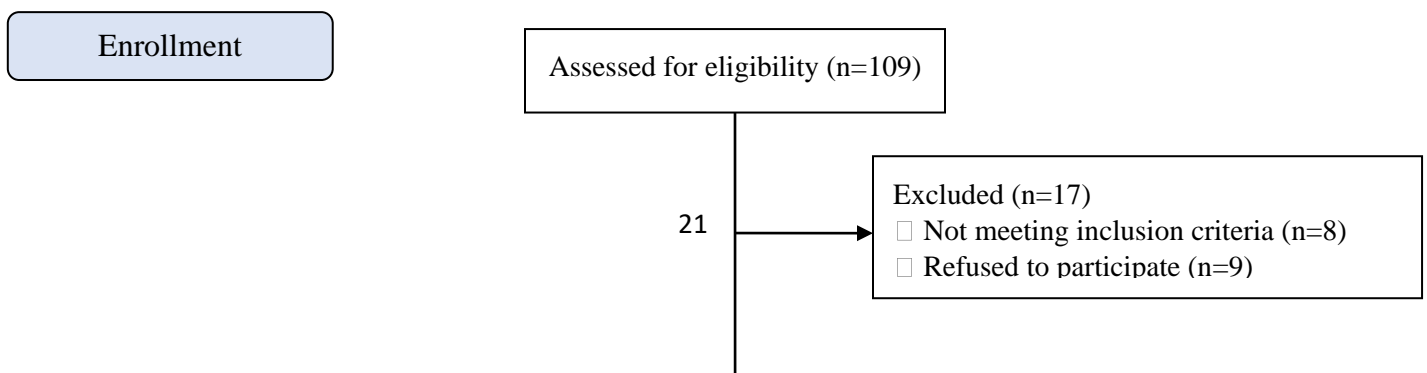 Enrollment
Assessed for eligibility (n=109)
Excluded (n=17)
21
Not meeting inclusion criteria (n=8)
Refused to participate (n=9)